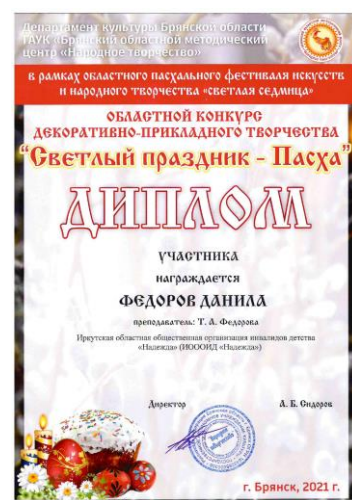 Департамент культуры Брянской области
ГАУК «Брянский областной методический
центр «Народное творчество»
в рамках областного пасхального фестиваля искусств
и народного творчества «светлая седмица»
ОБЛАСТНОЙ КОНКУРС
ДЕКОРАТИВНО-ПРИКЛАДНОГО ТВОРЧЕСТВА
“Светлый праздник - Пасха”
ДИПЛОМ
УЧАСТНИКА
награждается
ФЕДОРОВ ДАНИЛА
преподаватель: Т. А. Федорова
Иркутская областная общественная организация инвалидов детства
«Надежда» (ИОООИД «Надежда»)
Директор А. Б. Сидоров
г. Брянск, 2021 г.